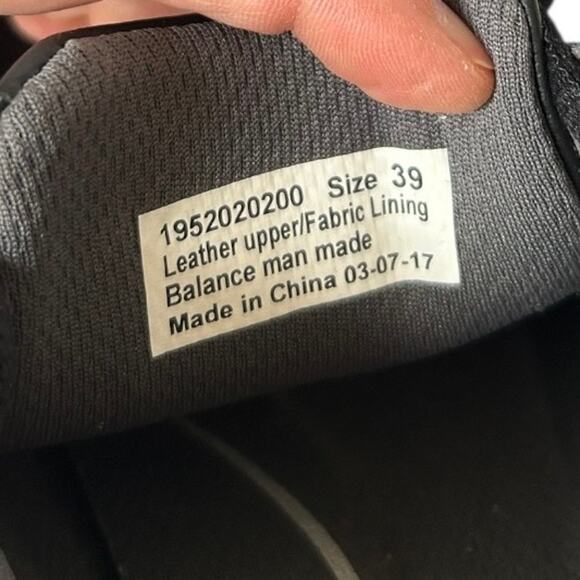 1952020200 Size 39
Leather upper/Fabric Lining
Balance man made
Made in China 03-07-17